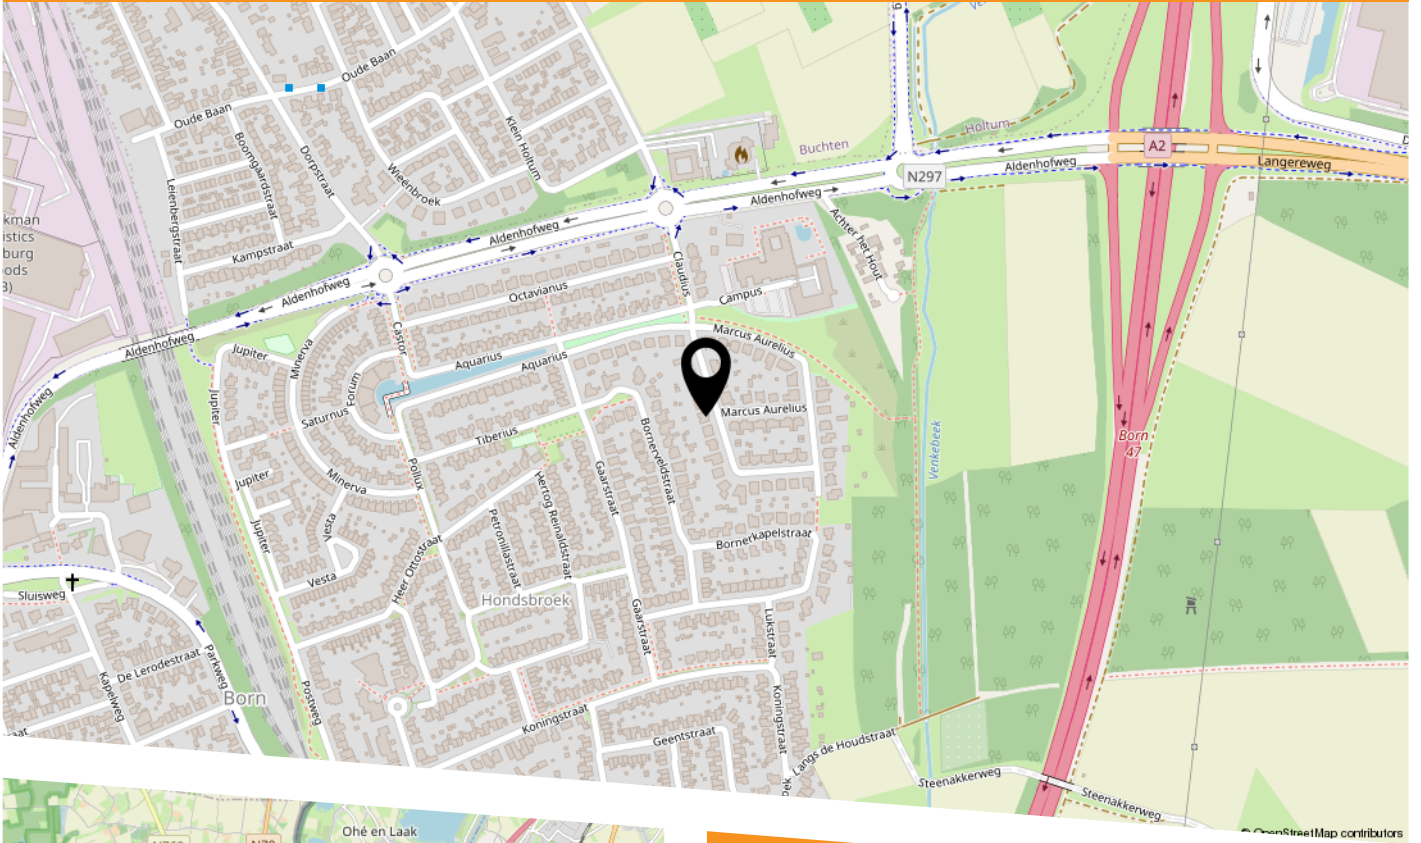 Oude Baan
Oude Baan
Klein Holtum
Boomgaardstraat
Dorpstraat
Wieënbroek
Leienbergstraat
Kampstraat
Buchten
Holtum
A2
N297
Aldenhofweg
Langereweg
Aldenhofweg
Aldenhofweg
Aldenhofweg
Aldenhofweg
Aldenhofweg
Achter het Hout
Claudius
Campus
Octavianus
Castor
Minerva
Jupiter
Jupiter
Forum
Saturnus
Aquarius
Aquarius
Marcus Aurelius
Marcus Aurelius
Tiberius
Pollux
Minerva
Jupiter
Jupiter
Vesta
Vesta
Heer Ottostraat
Petronillastraat
Hertog Reinaldstraat
Gaarstraat
Bornerveldstraat
Bornerkapelstraat
Venkebeek
Born
47
Hondsbroek
Gaarstraat
Lukstraat
Sluisweg
De Lerodestraat
Kapelweg
Parkweg
Born
Postweg
Koningstraat
Koningstraat
Geentstraat
Langs de Houdstraat
Steenakkerweg
Steenakkerweg
© OpenStreetMap contributors
Ohé en Laak